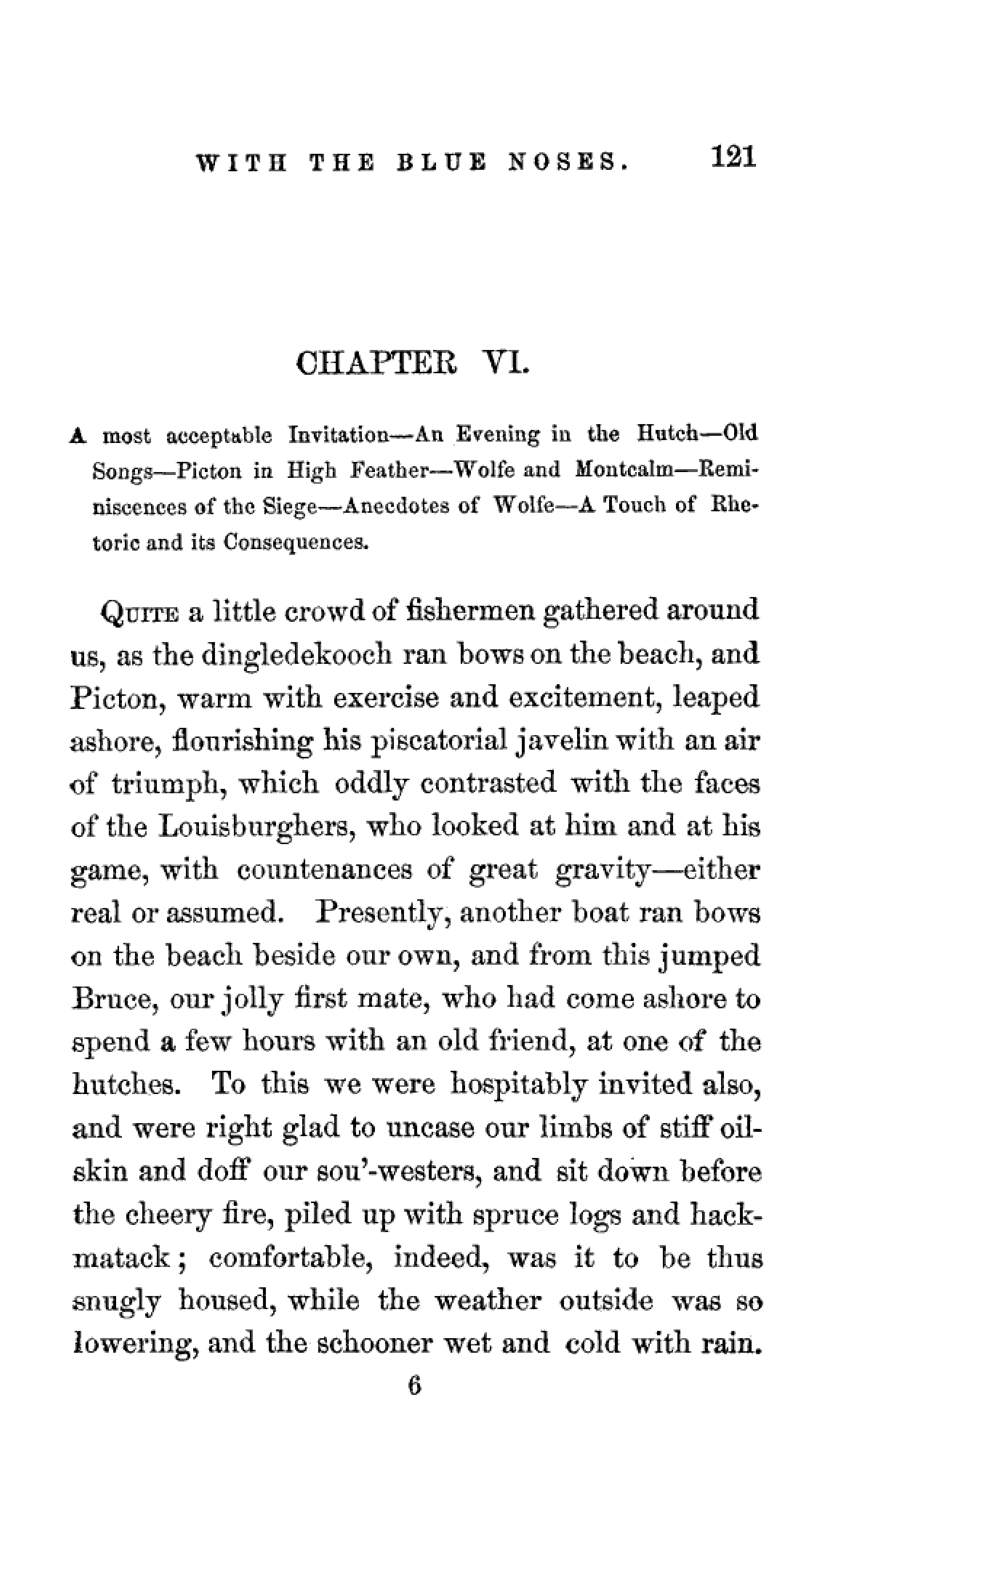 WITH THE BLUE NOSES. 121
CHAPTER VI.
A most acceptable Invitation—An Evening in the Hutch—Old
Songs—Picton in High Feather—Wolfe and Montcalm—Remi-
niscences of the Siege—Anecdotes of Wolfe—A Touch of Rhe-
toric and its Consequences.
QUITE a little crowd of fishermen gathered around
us, as the dingledekooch ran bows on the beach, and
Picton, warm with exercise and excitement, leaped
ashore, flourishing his piscatorial javelin with an air
of triumph, which oddly contrasted with the faces
of the Louisburghers, who looked at him and at his
game, with countenances of great gravity—either
real or assumed. Presently, another boat ran bows
on the beach beside our own, and from this jumped
Bruce, our jolly first mate, who had come ashore to
spend a few hours with an old friend, at one of the
hutches. To this we were hospitably invited also,
and were right glad to uncase our limbs of stiff oil-
skin and doff our sou'-westers, and sit down before
the cheery fire, piled up with spruce logs and hack-
matack; comfortable, indeed, was it to be thus
snugly housed, while the weather outside was so
lowering, and the schooner wet and cold with rain.
6